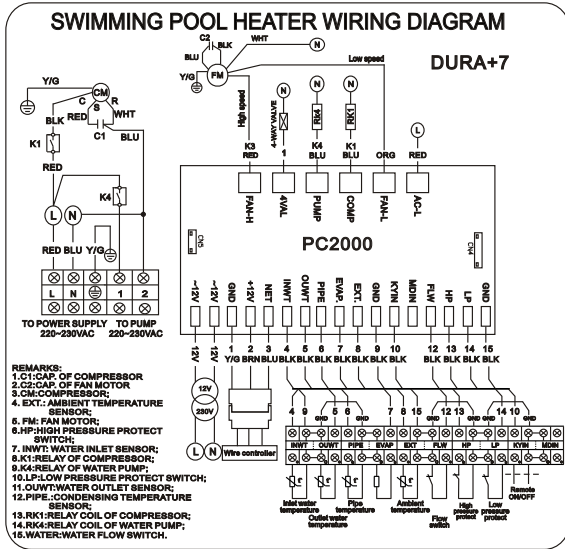 SWIMMING POOL HEATER WIRING DIAGRAM
DURA+7
C2
BLK
WHT
N
BLU
Y/G
FM
Low speed
High speed
Y/G
C
CM
R
S
RED
WHT
BLK
C1
BLU
K1
RED
K4
L
N
RED BLU Y/G
L N 1 2
TO POWER SUPPLY
220~230VAC
TO PUMP
220~230VAC
N
N
N
L
4-WAY VALVE
RK4
RK1
K3
RED
1
K4
BLU
K1
BLU
ORG
RED
FAN-H
4VAL
PUMP
COMP
FAN-L
AC-L
CN5
PC2000
CN4
~12V
~12V
GND
+12V
NET
INWT
OUWT
PIPE
EVAP.
EXT.
GND
KYIN
MDIN
FLW
HP
LP
GND
12V
12V
1 2 3 4 5 6 7 8 9 10 12 13 14 15
Y/G BRN BLU BLK BLK BLK BLK BLK BLK BLK BLK BLK BLK BLK
12V
230V
L
N
Wire controller
4 9 GND 5 6 GND 7 8 15 GND 12 13 GND 14 10 GND
INWT OUWT PIPE EVAP EXT FLW HP LP KYIN MDIN
Inlet water
temperature
Outlet water
temperature
Pipe
temperature
Ambient
temperature
Flow
switch
High
pressure
protect
Low
pressure
protect
Remote
ON/OFF
REMARKS:
1.C1:CAP. OF COMPRESSOR
2.C2:CAP. OF FAN MOTOR
3.CM:COMPRESSOR;
4. EXT.: AMBIENT TEMPERATURE
SENSOR;
5. FM: FAN MOTOR;
6.HP:HIGH PRESSURE PROTECT
SWITCH;
7. INWT: WATER INLET SENSOR;
8.K1:RELAY OF COMPRESSOR;
9.K4:RELAY OF WATER PUMP;
10.LP:LOW PRESSURE PROTECT SWITCH;
11.OUWT:WATER OUTLET SENSOR;
12.PIPE.:CONDENSING TEMPERATURE
SENSOR;
13.RK1:RELAY COIL OF COMPRESSOR;
14.RK4:RELAY COIL OF WATER PUMP;
15.WATER:WATER FLOW SWITCH.